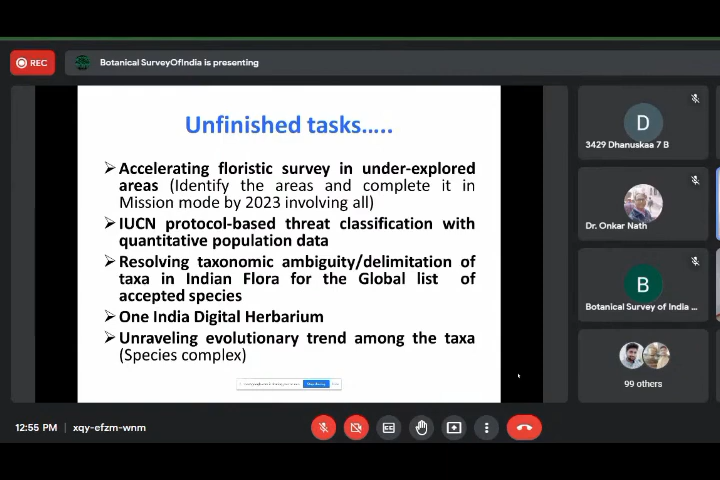 REC
Botanical SurveyOfIndia is presenting
Unfinished tasks.....
➢Accelerating floristic survey in under-explored
areas (Identify the areas and complete it in
Mission mode by 2023 involving all)
➢IUCN protocol-based threat classification with
quantitative population data
➢Resolving taxonomic ambiguity/delimitation of
taxa in Indian Flora for the Global list of
accepted species
➢One India Digital Herbarium
➢Unraveling evolutionary trend among the taxa
(Species complex)
D
3429 Dhanuskaa 7 B
Dr. Onkar Nath
B
Botanical Survey of India ...
99 others
12:55 PM | xqy-efzm-wnm